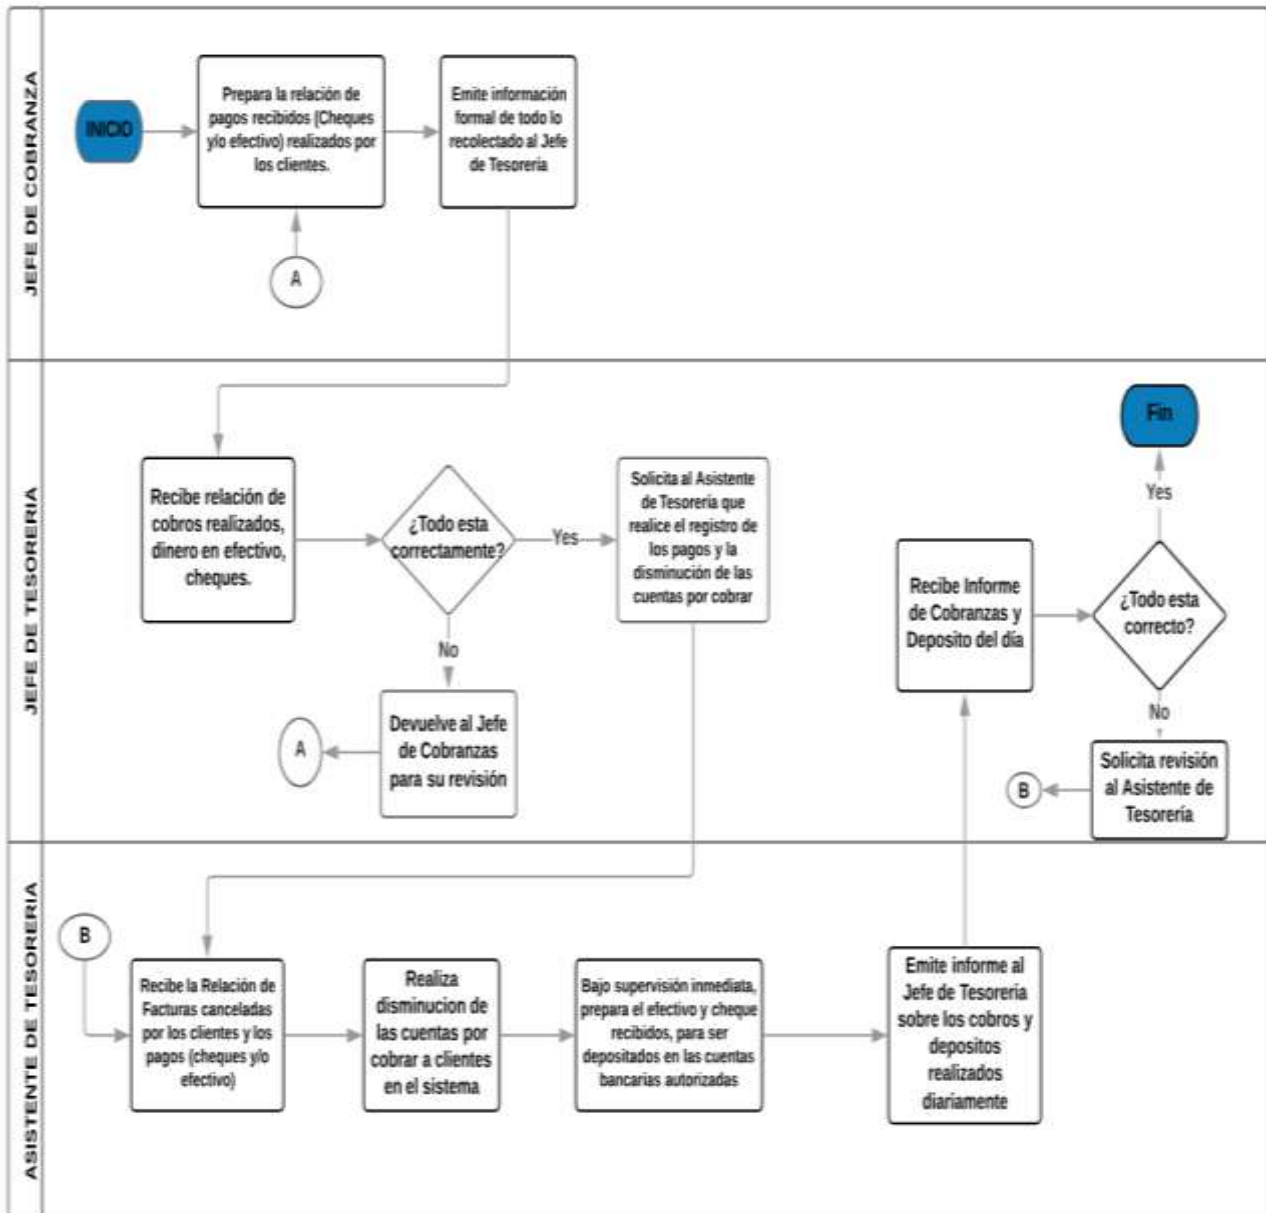 JEFE DE COBRANZA
INICIO
Prepara la relación de
pagos recibidos (Cheques
y/o efectivo) realizados por
los clientes.
Emite información
formal de todo lo
recolectado al Jefe
de Tesoreria
A
JEFE DE TESORERIA
Recibe relación de
cobros realizados,
dinero en efectivo,
cheques.
¿Todo esta
correctamente?
Yes
No
Solicita al Asistente
de Tesoreria que
realice el registro de
los pagos y la
disminución de las
cuentas por cobrar
Devuelve al Jefe
de Cobranzas
para su revisión
A
Recibe Informe
de Cobranzas y
Deposito del día
¿Todo esta
correcto?
Yes
Fin
No
Solicita revisión
al Asistente de
Tesorería
B
ASISTENTE DE TESORERIA
B
Recibe la Relación de
Facturas canceladas
por los clientes y los
pagos (cheques y/o
efectivo)
Realiza
disminucion de
las cuentas por
cobrar a clientes
en el sistema
Bajo supervisión inmediata,
prepara el efectivo y cheque
recibidos, para ser
depositados en las cuentas
bancarias autorizadas
Emite informe al
Jefe de Tesoreria
sobre los cobros y
depositos
realizados
diariamente